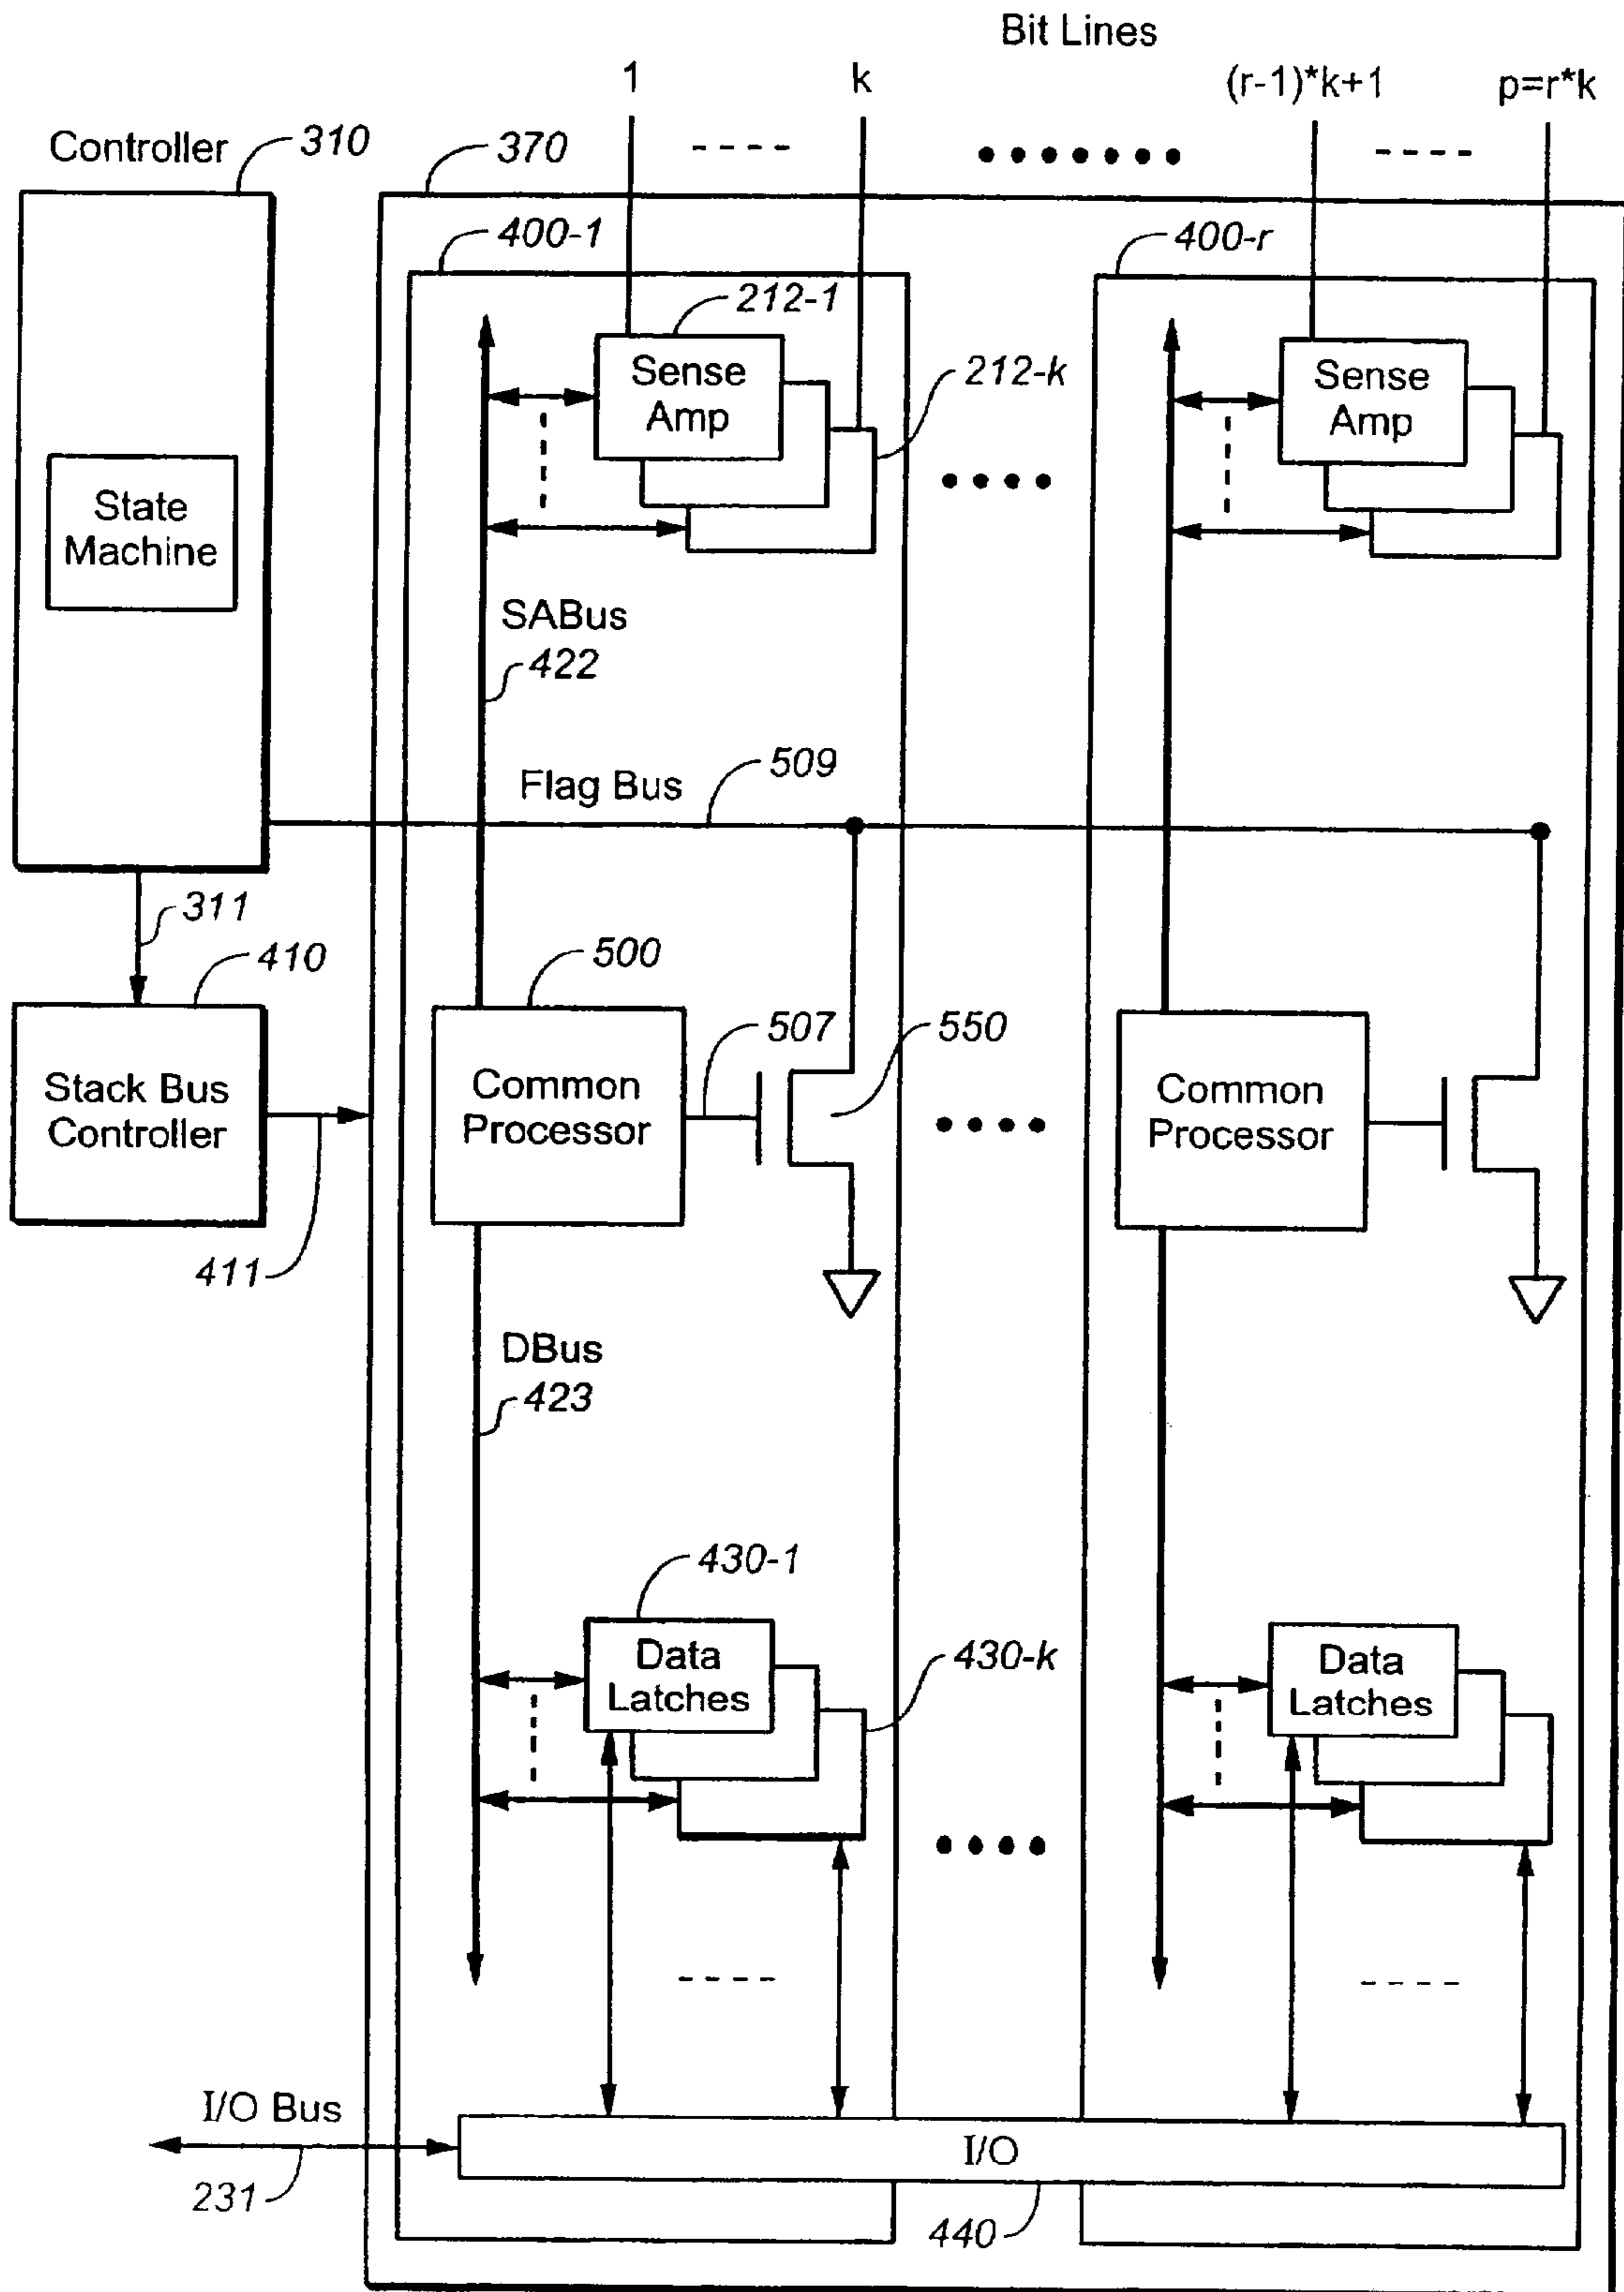 Bit Lines
1
k
(r-1)*k+1
p=r*k
Controller
310
370
400-1
400-r
212-1
212-k
Sense
Amp
Sense
Amp
State
Machine
SABus
422
Flag Bus
509
311
410
500
507
550
Stack Bus
Controller
Common
Processor
Common
Processor
411
DBus
423
430-1
430-k
Data
Latches
Data
Latches
I/O Bus
231
I/O
440